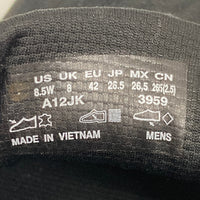 US UK EU JP MX CN
8.5W 8 42 26.5 26.5 265(2.5)
A12JK 3959
MADE IN VIETNAM MENS